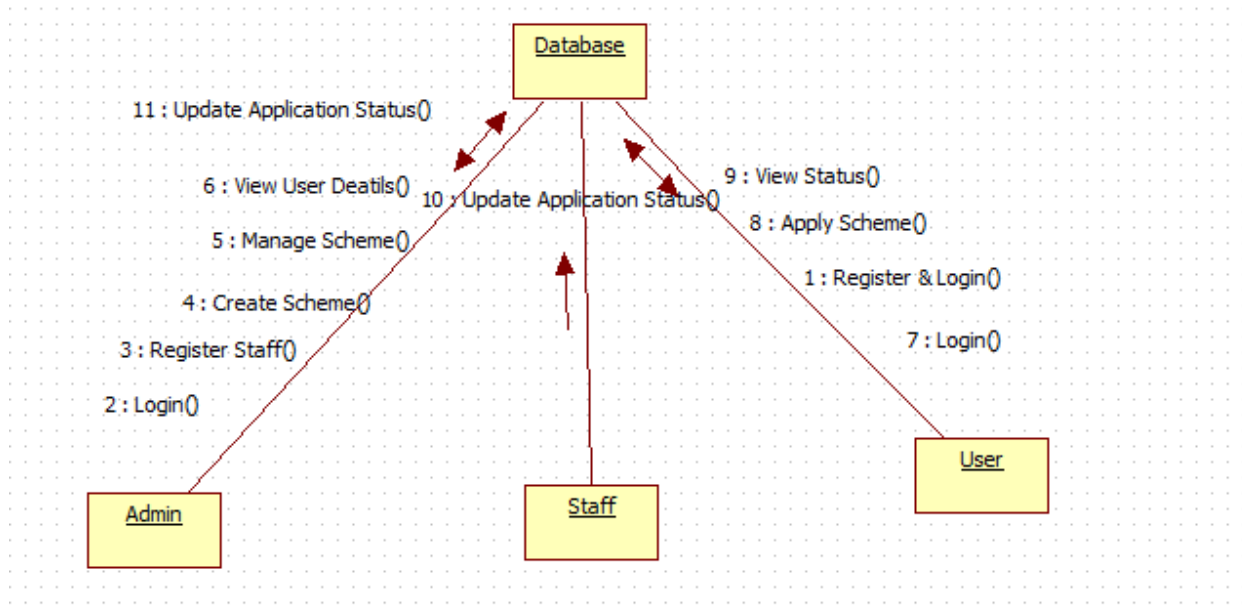 Database
11 : Update Application Status()
6 : View User Deatils()
10 : Update Application Status()
9 : View Status()
5 : Manage Scheme()
8 : Apply Scheme()
4 : Create Scheme()
1 : Register & Login()
3 : Register Staff()
7 : Login()
2 : Login()
Admin
Staff
User